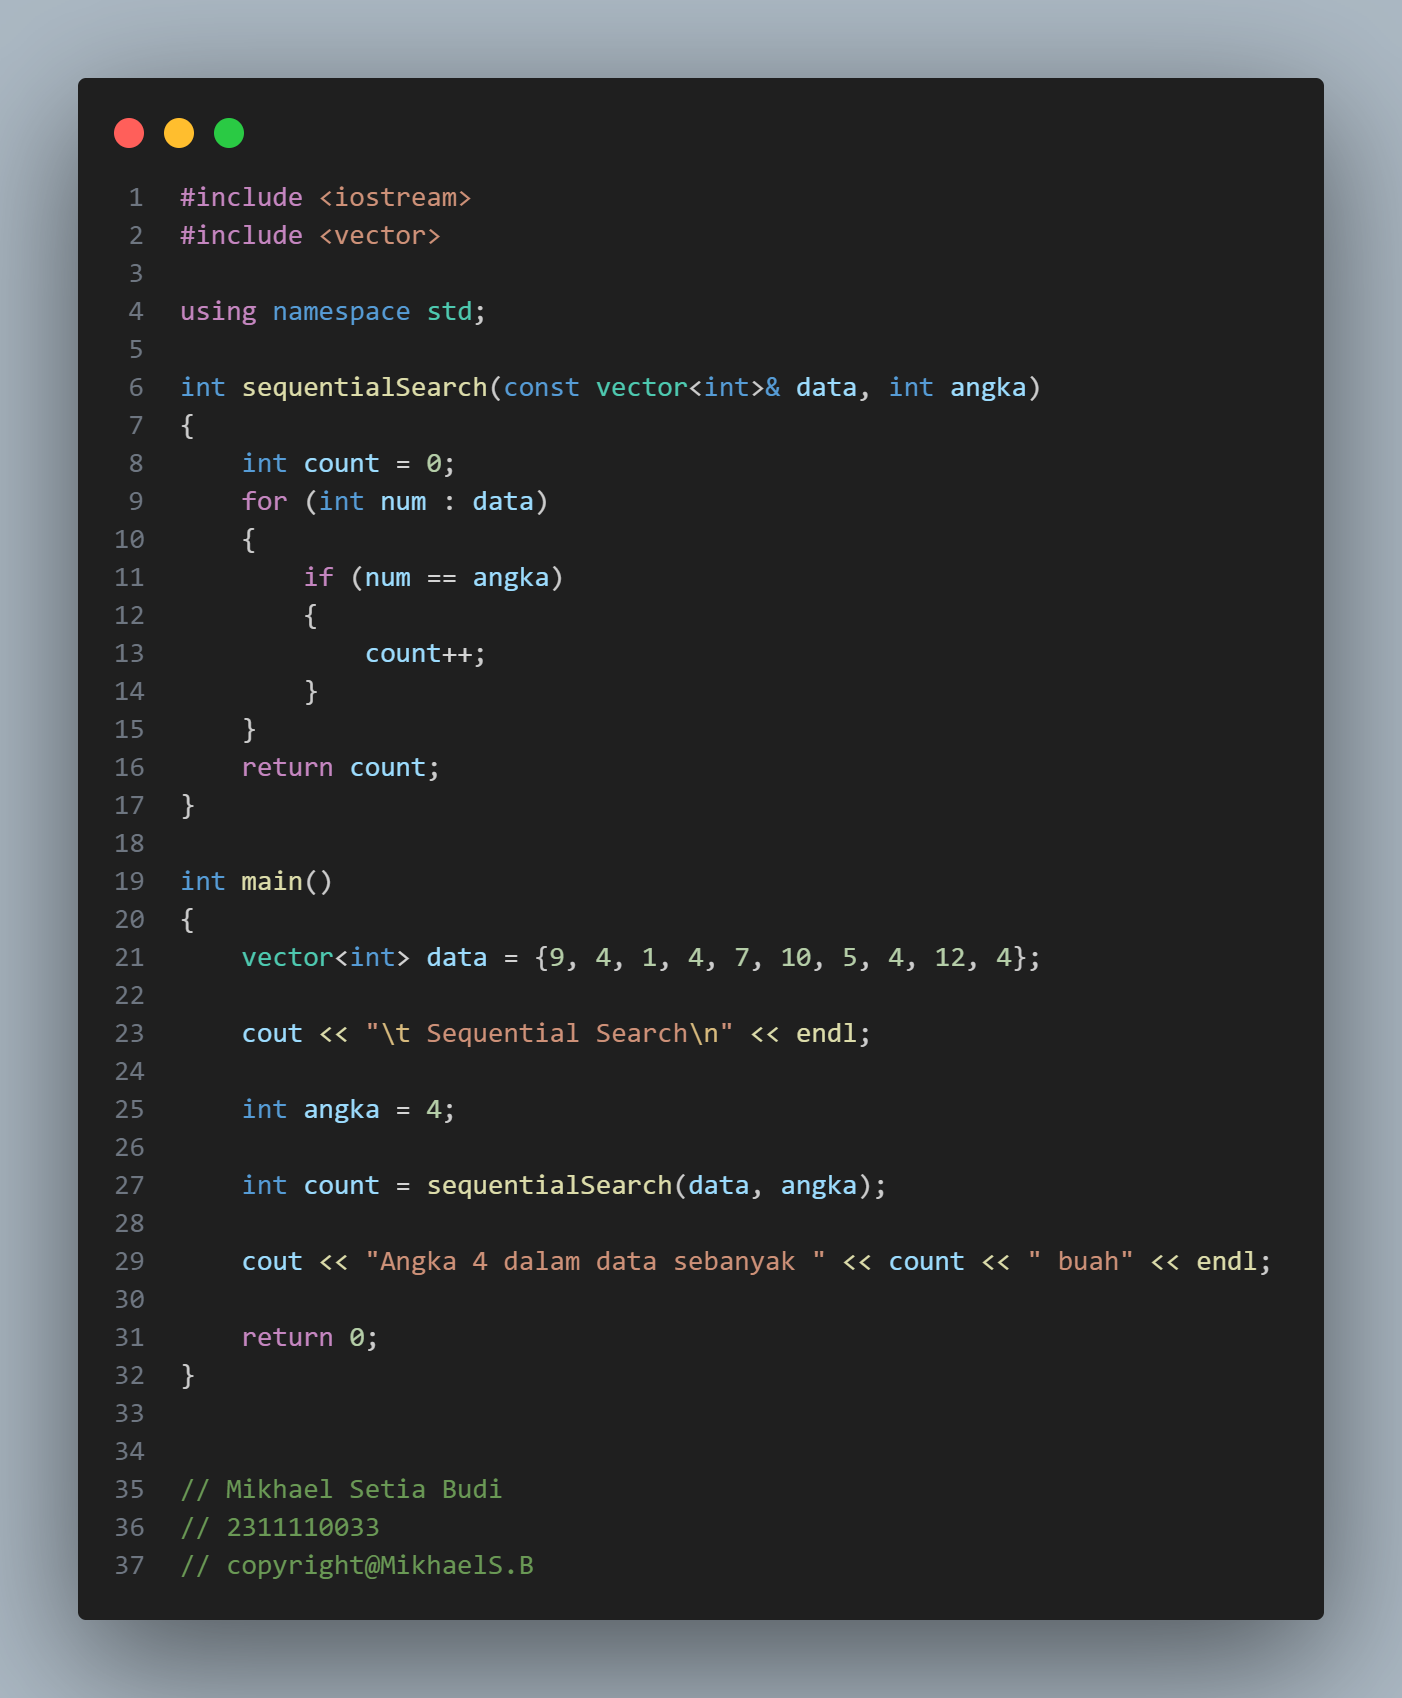 1 #include <iostream>
2 #include <vector>
3
4 using namespace std;
5
6 int sequentialSearch(const vector<int>& data, int angka)
7 {
8     int count = 0;
9     for (int num : data)
10     {
11         if (num == angka)
12         {
13             count++;
14         }
15     }
16     return count;
17 }
18
19 int main()
20 {
21     vector<int> data = {9, 4, 1, 4, 7, 10, 5, 4, 12, 4};
22
23     cout << "\t Sequential Search\n" << endl;
24
25     int angka = 4;
26
27     int count = sequentialSearch(data, angka);
28
29     cout << "Angka 4 dalam data sebanyak " << count << " buah" << endl;
30
31     return 0;
32 }
33
34
35 // Mikhael Setia Budi
36 // 2311110033
37 // copyright@MikhaelS.B